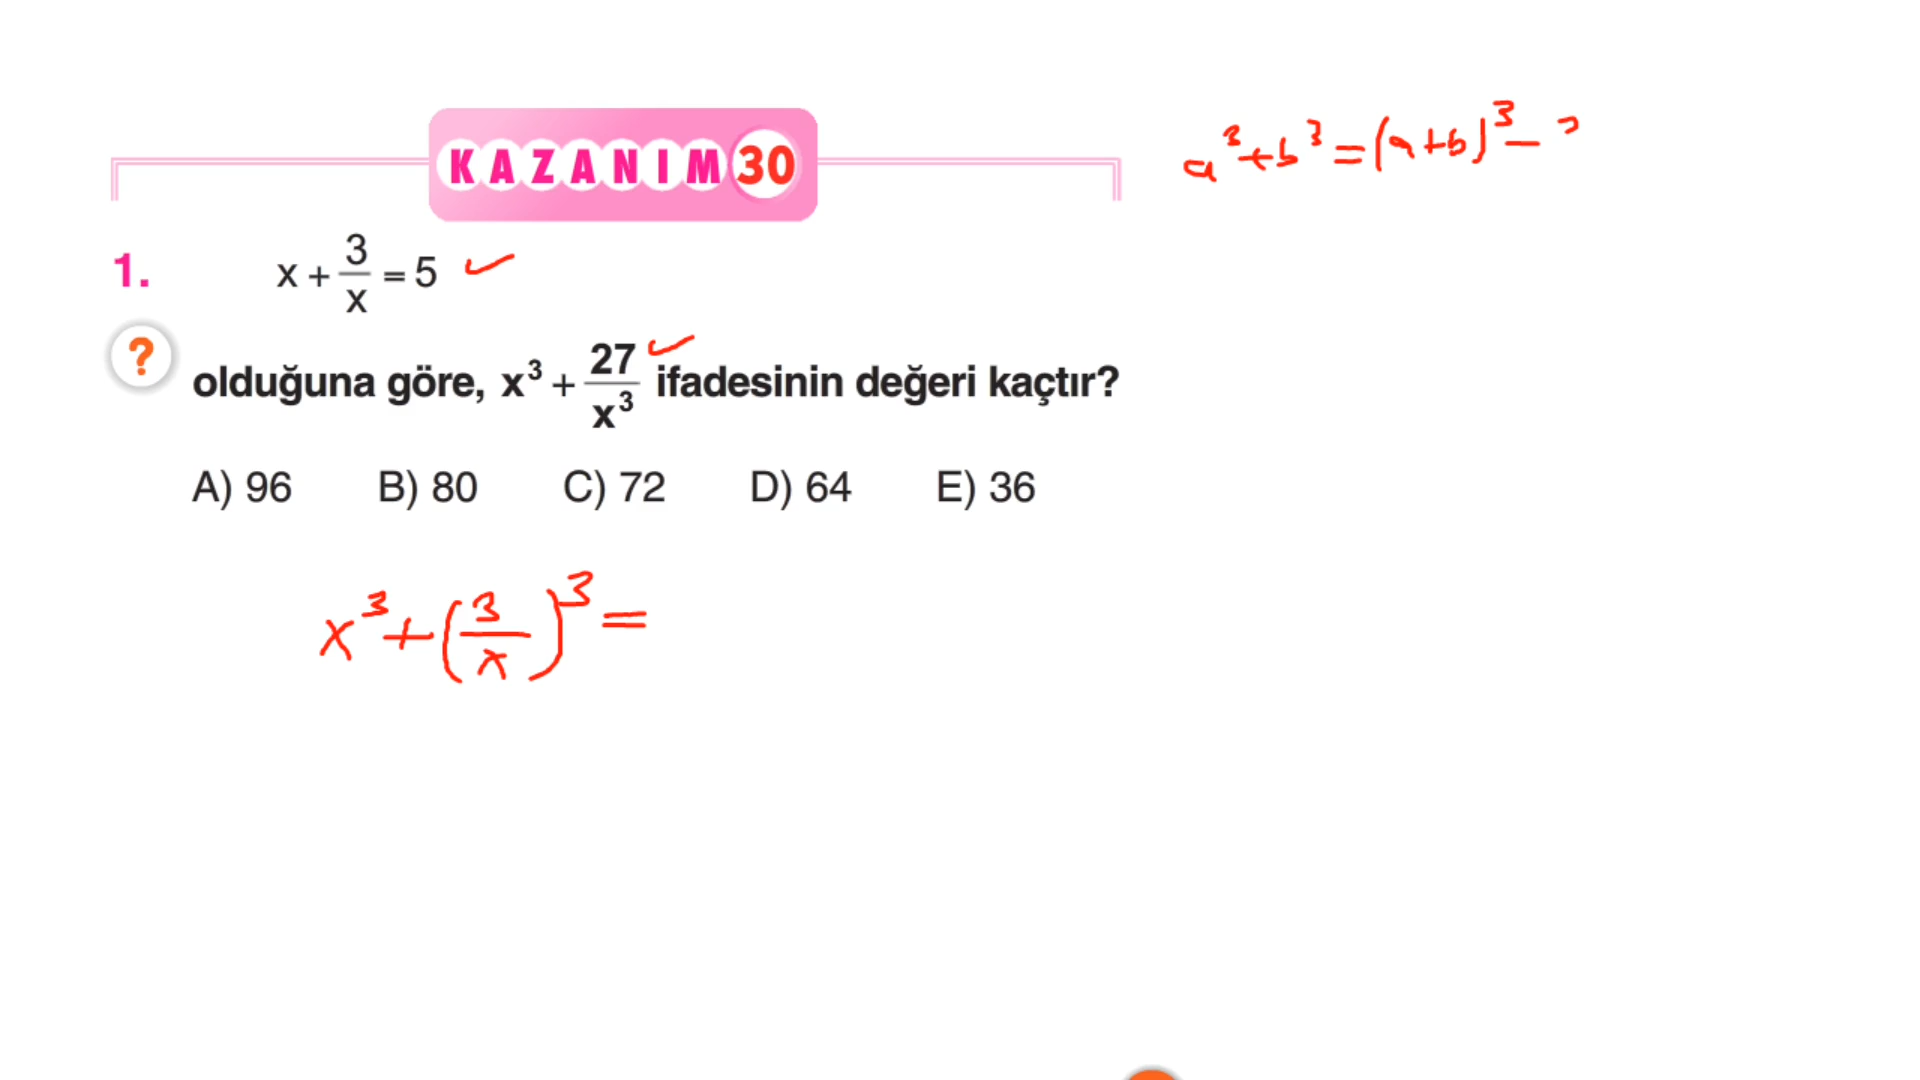 KAZANIM 30
a³+b³=(a+b)³-
1. x + 3/x = 5
? olduğuna göre, x³ + 27/x³ ifadesinin değeri kaçtır?
A) 96 B) 80 C) 72 D) 64 E) 36
x³+(3/x)³=